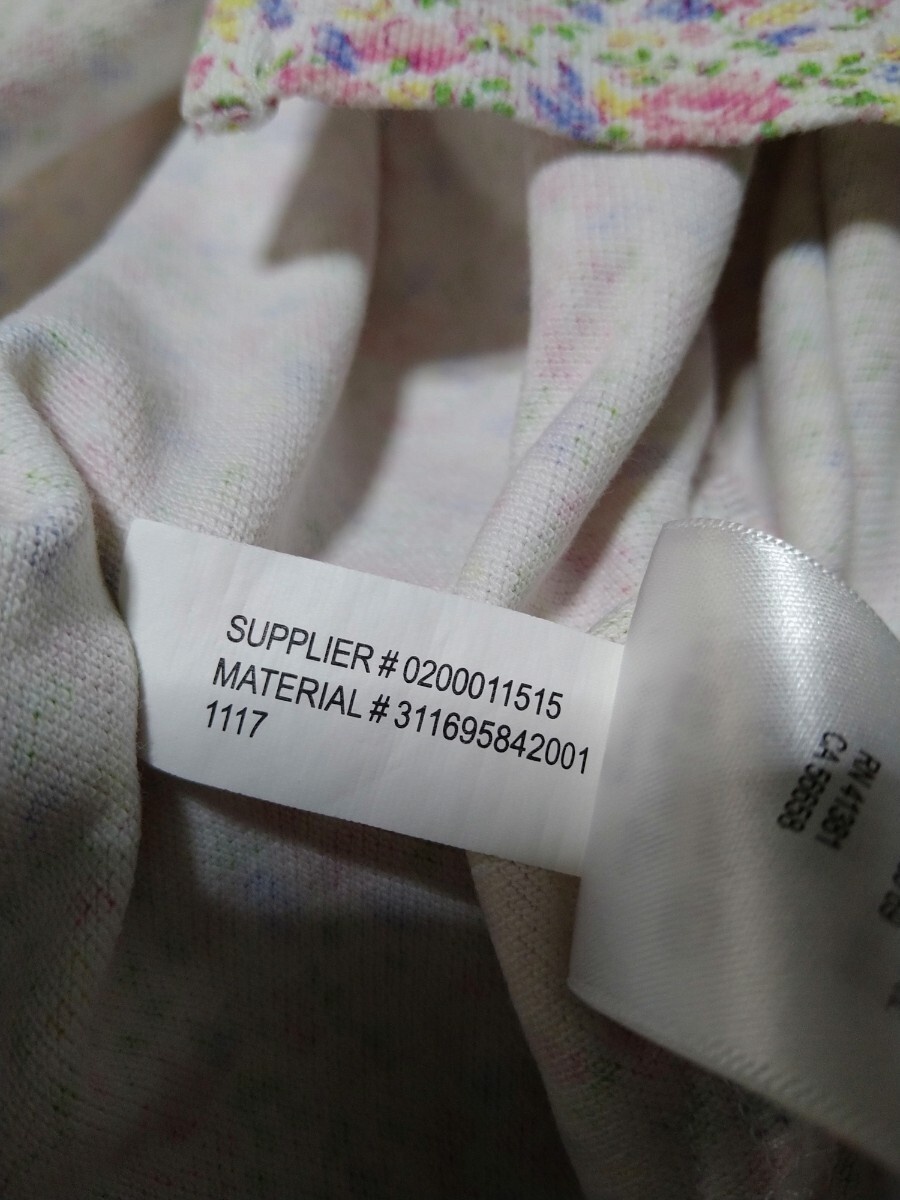 SUPPLIER # 0200011515
MATERIAL # 311695842001
1117
RN 41381
CA 56658